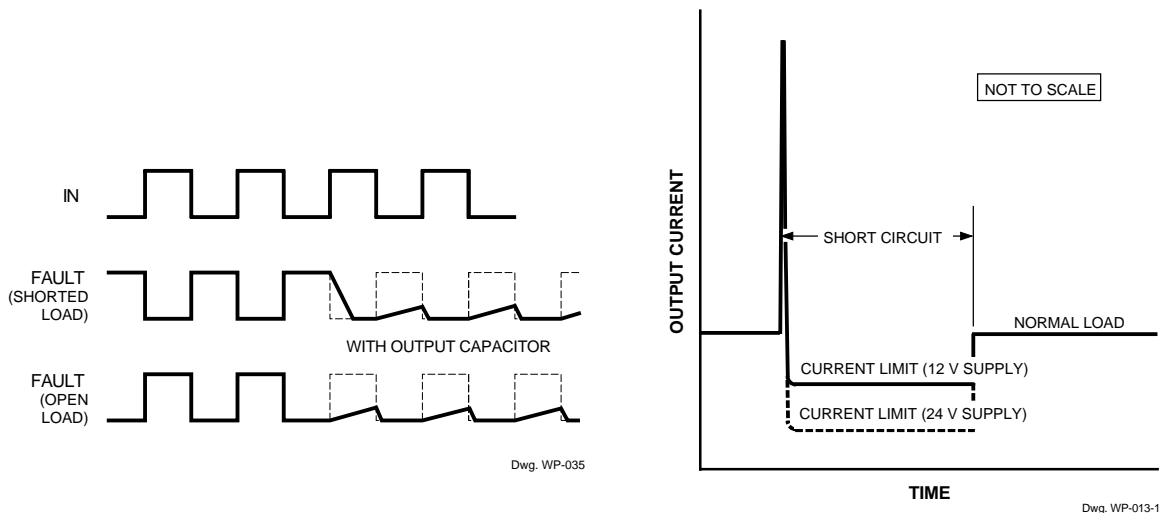 IN
FAULT
(SHORTED
LOAD)
WITH OUTPUT CAPACITOR
FAULT
(OPEN
LOAD)
Dwg. WP-035
OUTPUT CURRENT
NOT TO SCALE
SHORT CIRCUIT
NORMAL LOAD
CURRENT LIMIT (12 V SUPPLY)
CURRENT LIMIT (24 V SUPPLY)
TIME
Dwg. WP-013-1